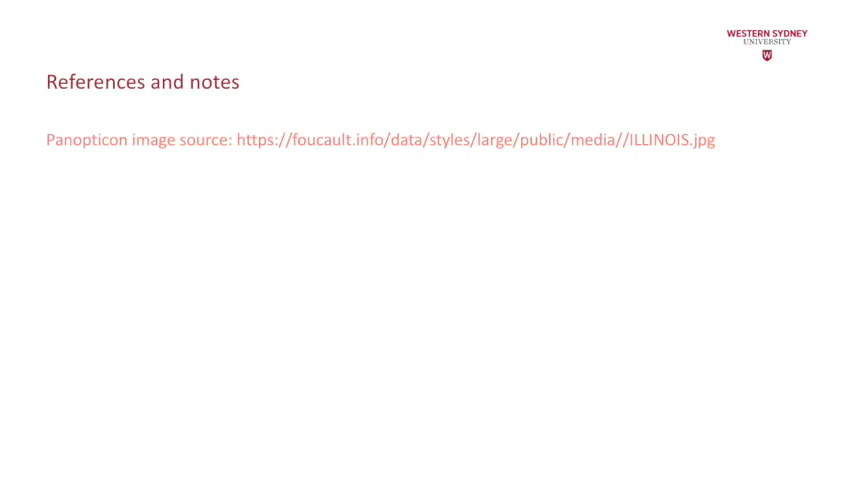 WESTERN SYDNEY
UNIVERSITY
W
References and notes
Panopticon image source: https://foucault.info/data/styles/large/public/media//ILLINOIS.jpg